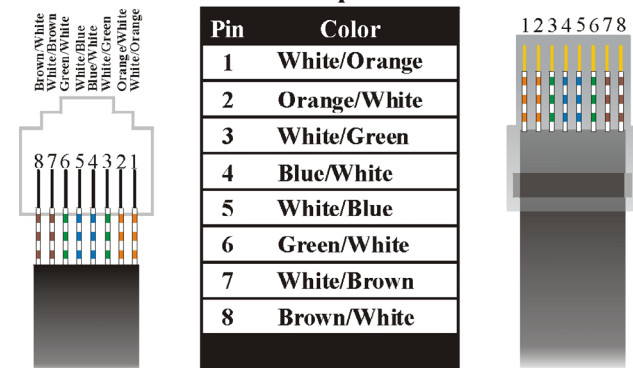 Brown/White
White/Brown
Green/White
White/Blue
Blue/White
White/Green
Orange/White
White/Orange
87654321
Pin Color
1 White/Orange
2 Orange/White
3 White/Green
4 Blue/White
5 White/Blue
6 Green/White
7 White/Brown
8 Brown/White
12345678